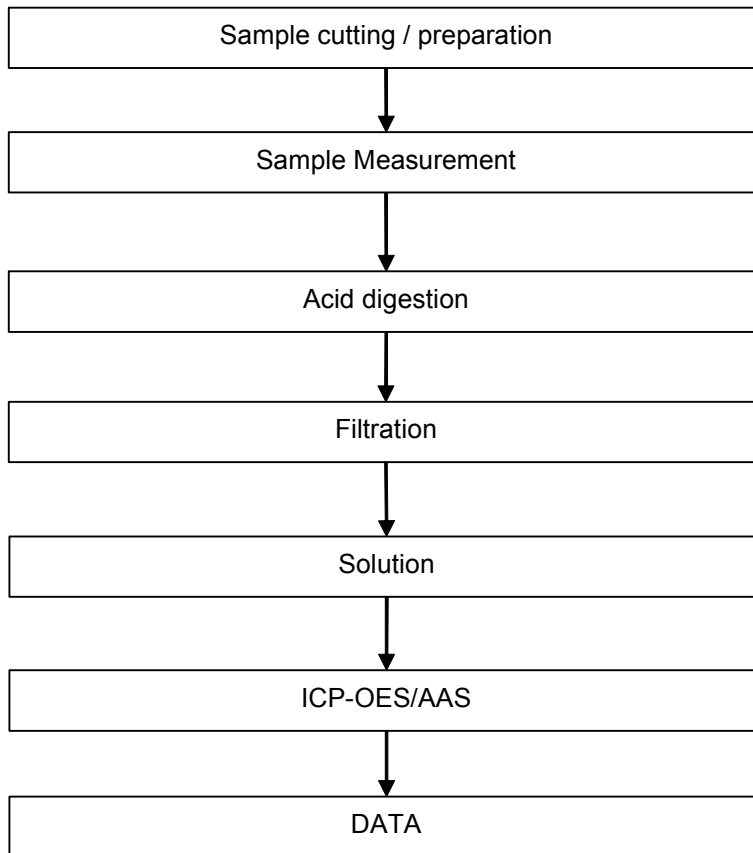 Sample cutting / preparation
Sample Measurement
Acid digestion
Filtration
Solution
ICP-OES/AAS
DATA